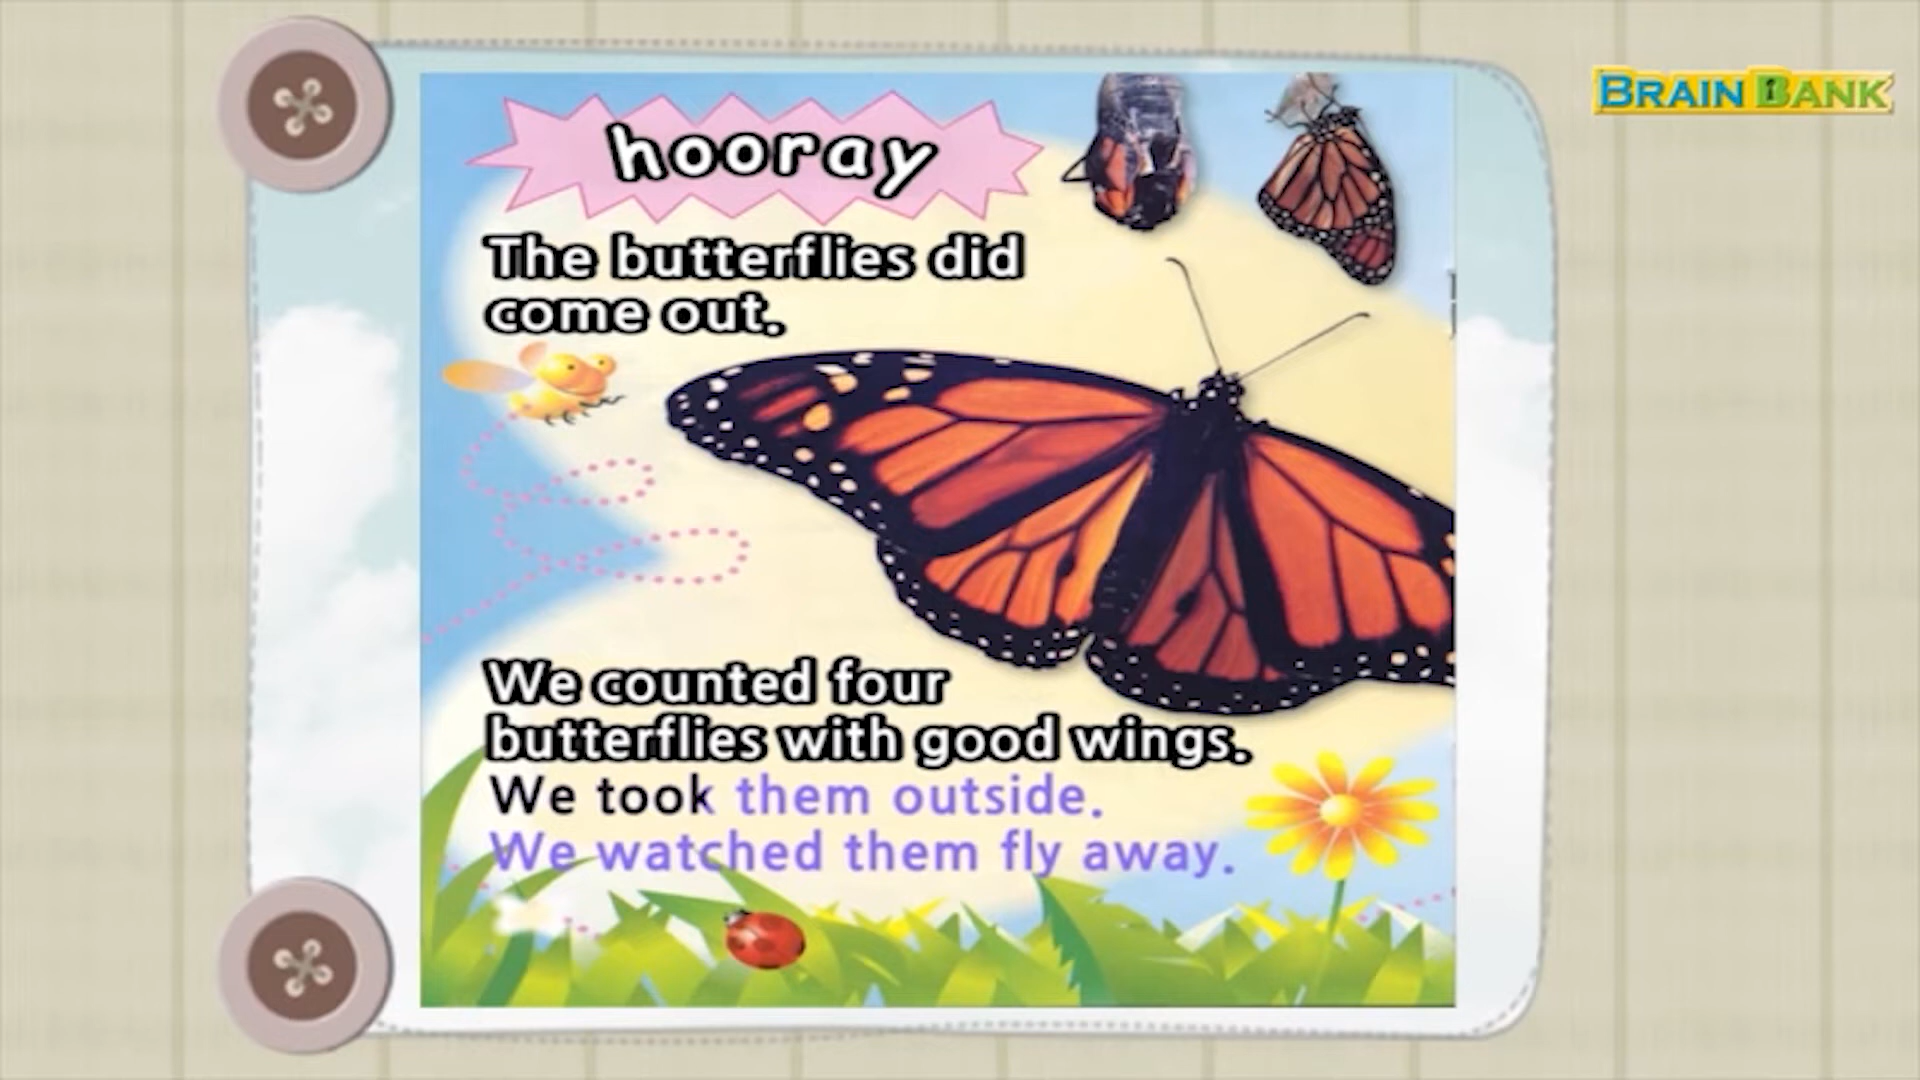 BRAIN BANK
hooray
The butterflies did
come out.
We counted four
butterflies with good wings.
We took them outside.
We watched them fly away.